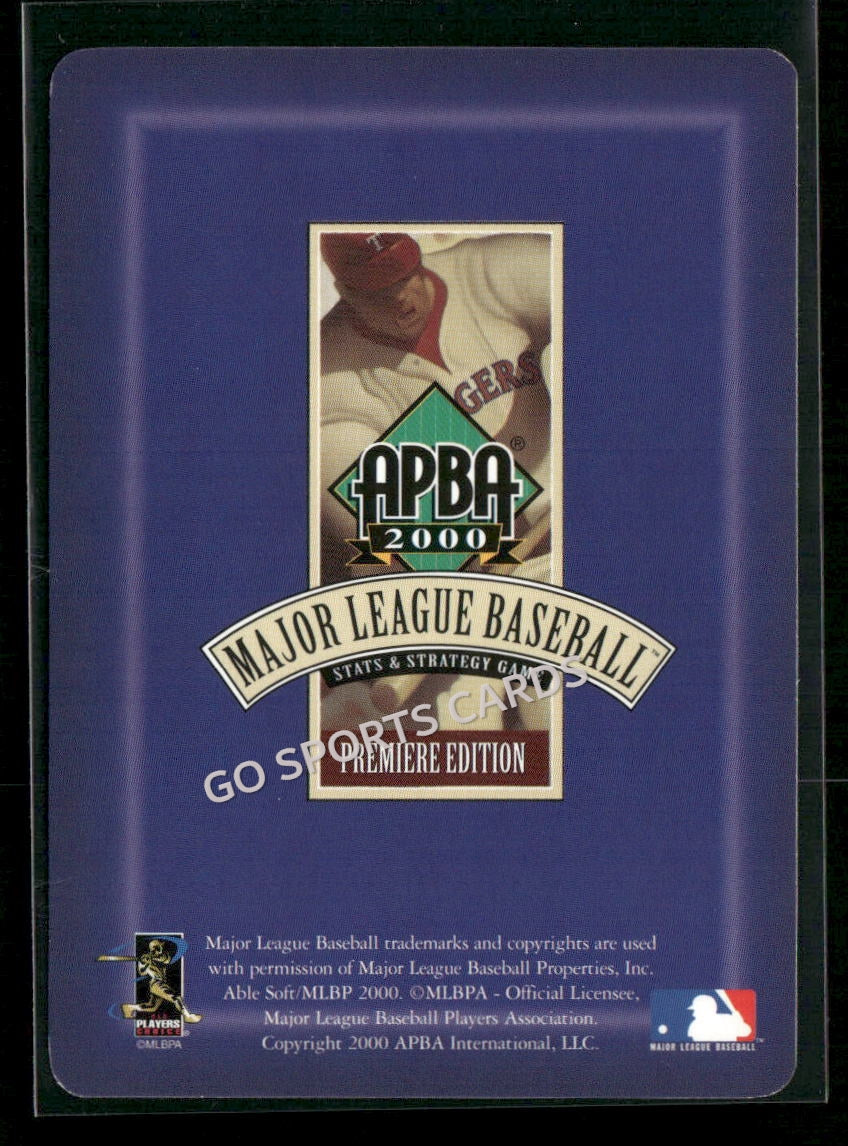 T
GERS
APBA®
2000
MAJOR LEAGUE BASEBALL™
STATS & STRATEGY GAME
GO SPORTS CARDS
PREMIERE EDITION
Major League Baseball trademarks and copyrights are used
with permission of Major League Baseball Properties, Inc.
Able Soft/MLBP 2000. ©MLBPA - Official Licensee,
Major League Baseball Players Association.
Copyright 2000 APBA International, LLC.
PLAYERS
CHOICE®
©MLBPA
MAJOR LEAGUE BASEBALL™